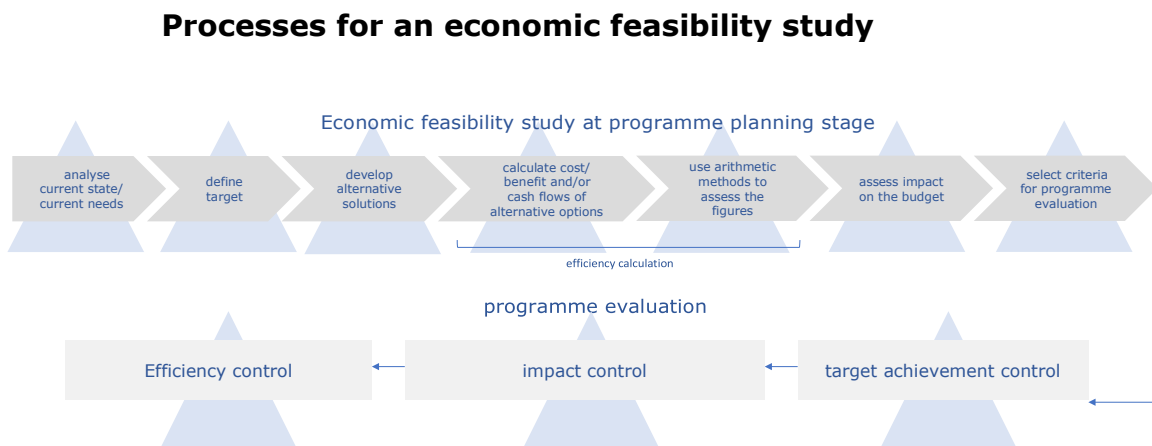 Processes for an economic feasibility study
Economic feasibility study at programme planning stage
analyse
current state/
current needs
define
target
develop
alternative
solutions
calculate cost/
benefit and/or
cash flows of
alternative options
use arithmetic
methods to
assess the
figures
assess impact
on the budget
select criteria
for programme
evaluation
efficiency calculation
programme evaluation
Efficiency control
impact control
target achievement control